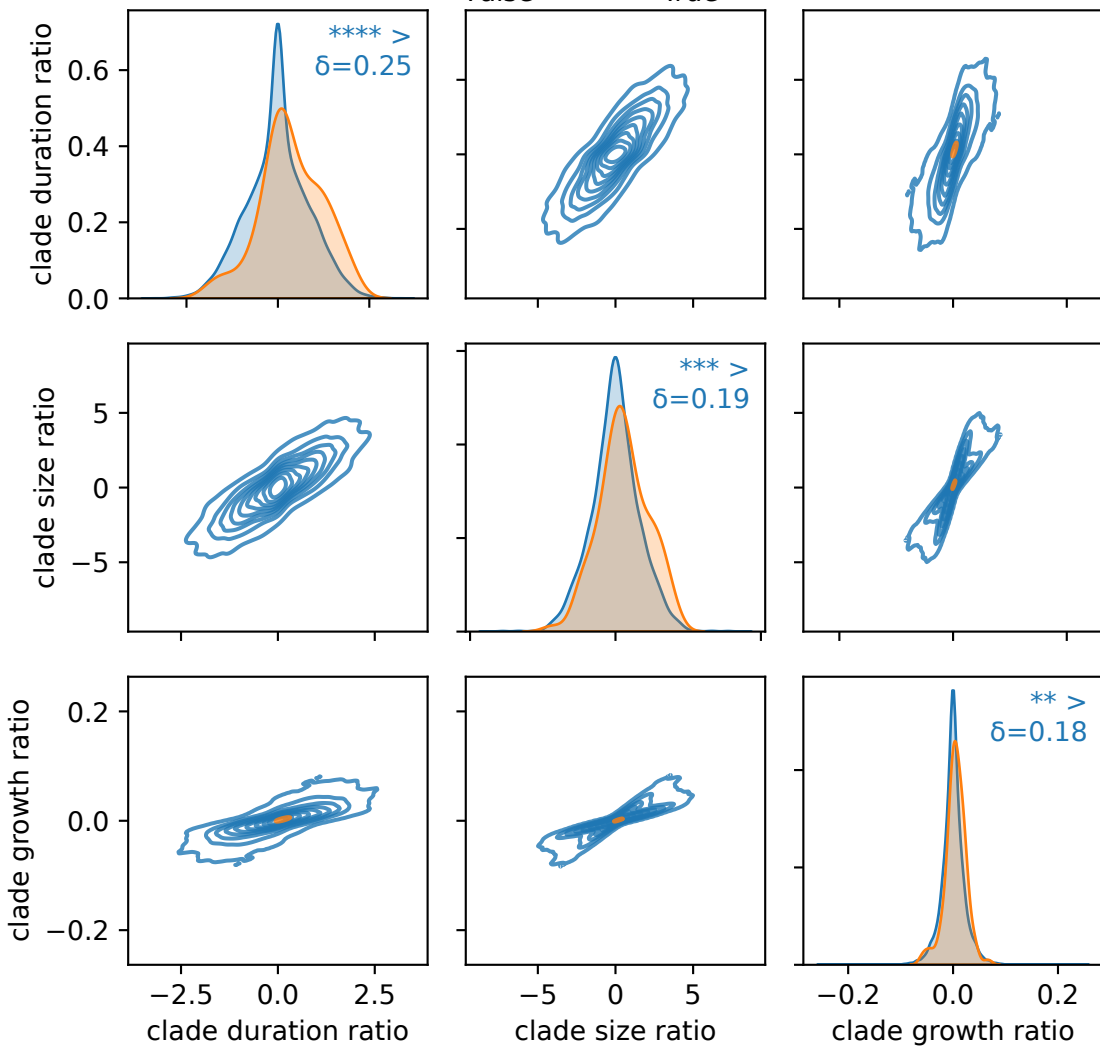 **** >
δ=0.25
clade duration ratio
0.6
0.4
0.2
0.0
*** >
δ=0.19
clade size ratio
5
0
−5
** >
δ=0.18
clade growth ratio
0.2
0.0
−0.2
−2.5 0.0 2.5
−5 0 5
−0.2 0.0 0.2
clade duration ratio
clade size ratio
clade growth ratio